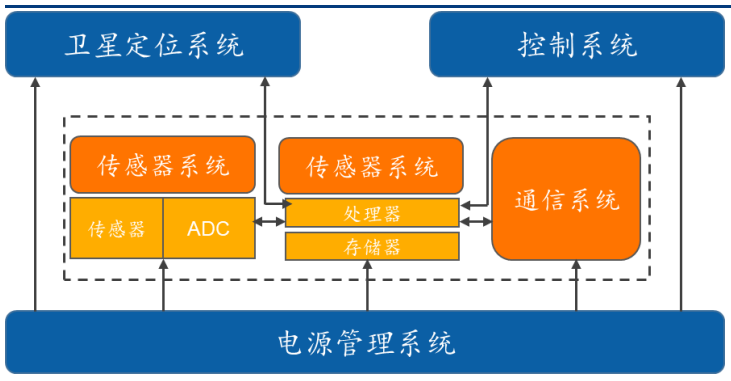 卫星定位系统
控制系统
传感器系统
传感器系统
通信系统
传感器
ADC
处理器
存储器
电源管理系统